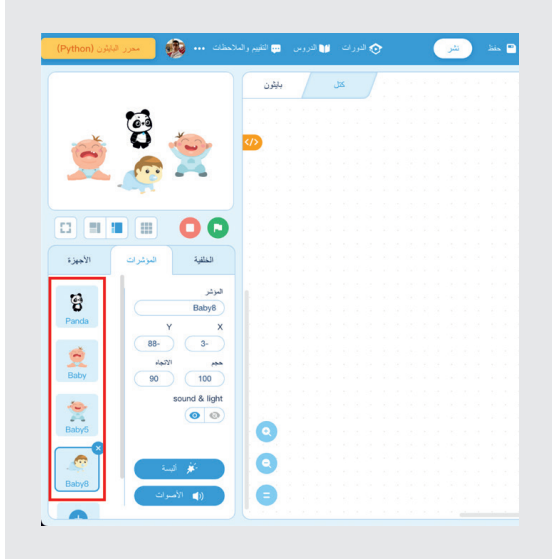 حفظ نشر الدورات الدروس التقييم والملاحظات ••• محرر البايثون (Python)
كتل بايثون
</>
الخلفية المؤشرات الأجهزة
المؤشر
Baby8
X Y
3- 88-
حجم الاتجاه
100 90
sound & light
ألبسة
الأصوات
Panda
Baby
Baby5
Baby8